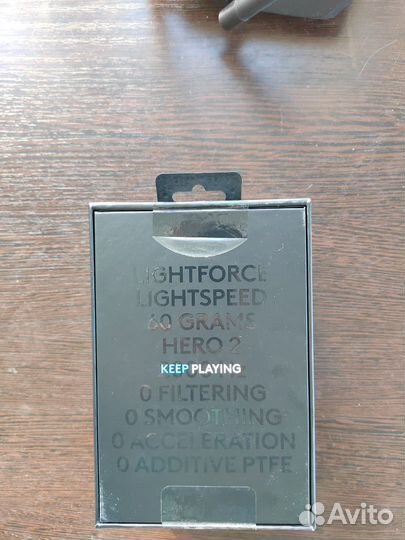 LIGHTFORCE
LIGHTSPEED
60 GRAMS
HERO 2
KEEP PLAYING
0 FILTERING
0 SMOOTHING
0 ACCELERATION
0 ADDITIVE PTFE
Avito